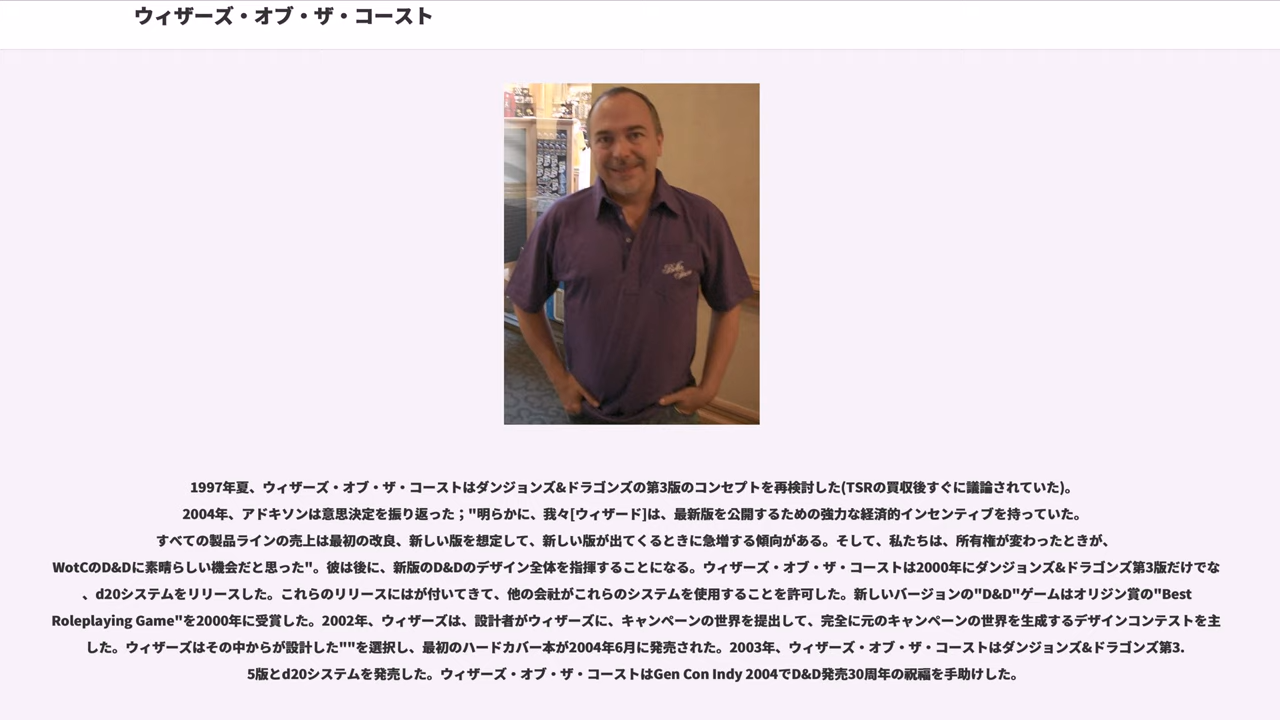 ウィザーズ・オブ・ザ・コースト
1997年夏、ウィザーズ・オブ・ザ・コーストはダンジョンズ&ドラゴンズの第3版のコンセプトを再検討した(TSRの買収後すぐに議論されていた)。
2004年、アドキソンは意思決定を振り返った；"明らかに、我々[ウィザード]は、最新版を公開するための強力な経済的インセンティブを持っていた。
すべての製品ラインの売上は最初の改良、新しい版を想定して、新しい版が出てくるときに急増する傾向がある。そして、私たちは、所有権が変わったときが、
WotCのD&Dに素晴らしい機会だと思った"。彼は後に、新版のD&Dのデザイン全体を指揮することになる。ウィザーズ・オブ・ザ・コーストは2000年にダンジョンズ&ドラゴンズ第3版だけでな
、d20システムをリリースした。これらのリリースにはが付いてきて、他の会社がこれらのシステムを使用することを許可した。新しいバージョンの"D&D"ゲームはオリジン賞の"Best
Roleplaying Game"を2000年に受賞した。2002年、ウィザーズは、設計者がウィザーズに、キャンペーンの世界を提出して、完全に元のキャンペーンの世界を生成するデザインコンテストを主
した。ウィザーズはその中からが設計した""を選択し、最初のハードカバー本が2004年6月に発売された。2003年、ウィザーズ・オブ・ザ・コーストはダンジョンズ&ドラゴンズ第3.
5版とd20システムを発売した。ウィザーズ・オブ・ザ・コーストはGen Con Indy 2004でD&D発売30周年の祝福を手助けした。